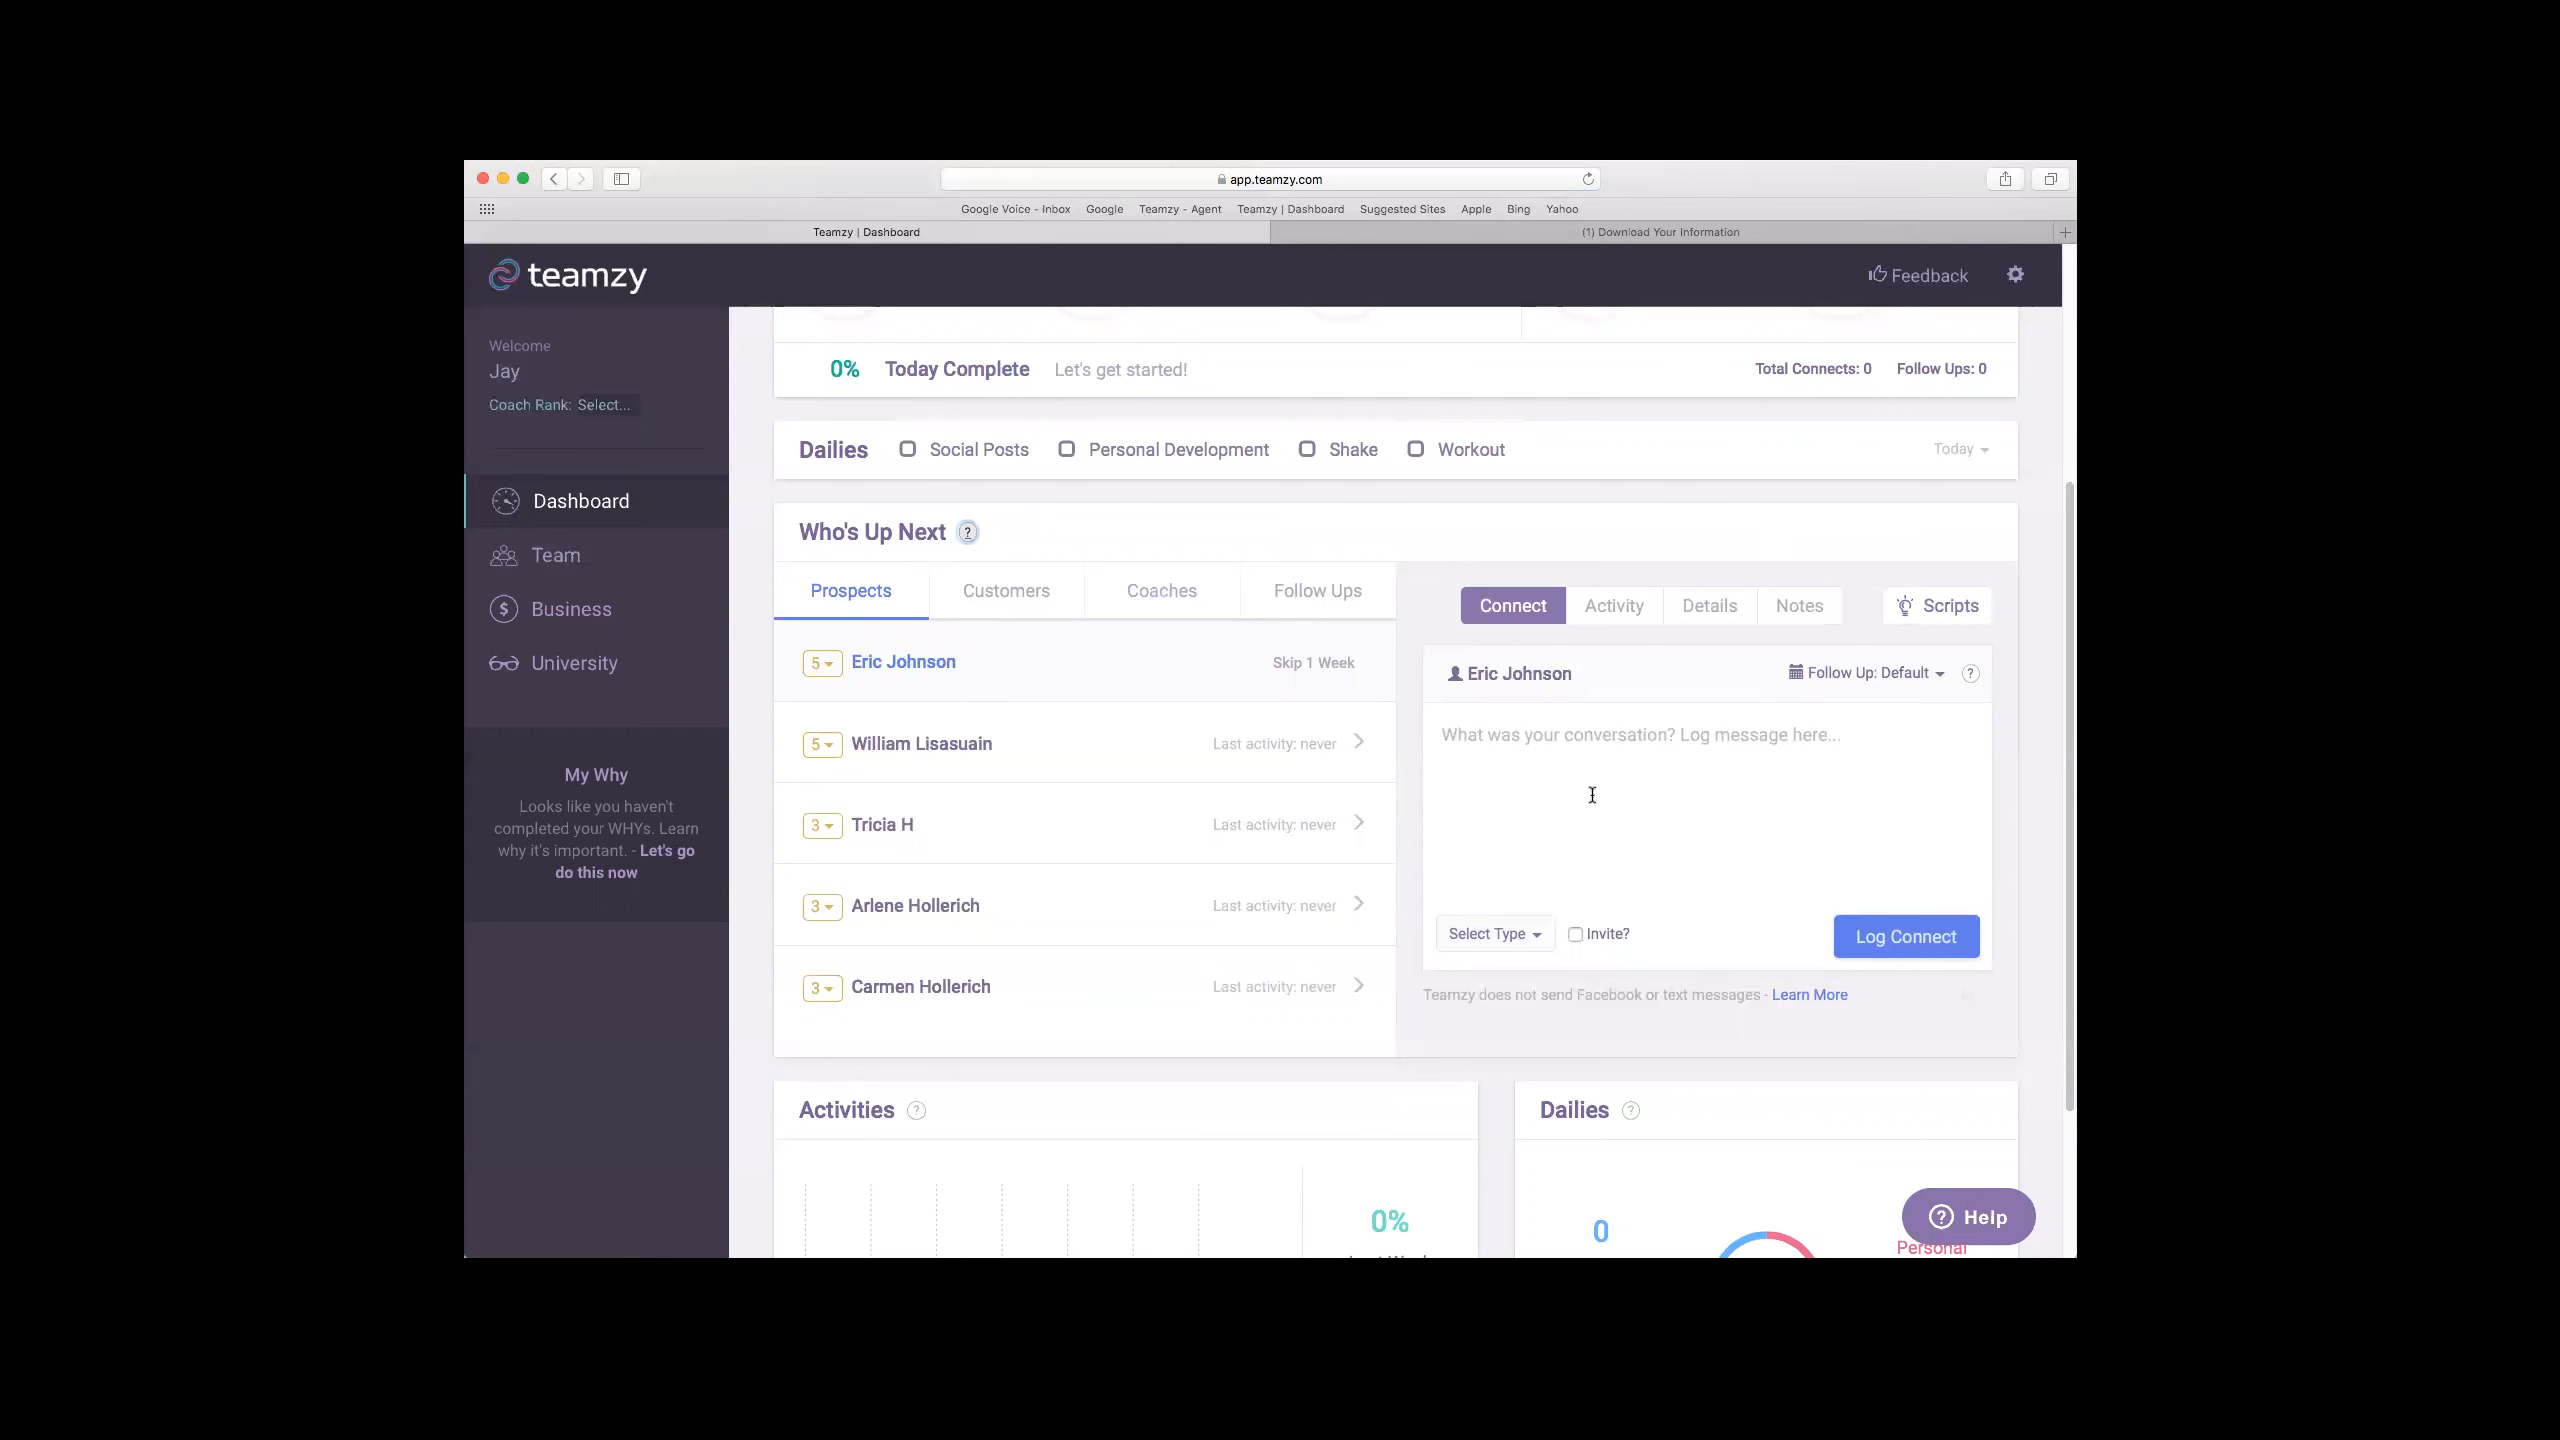 app.teamzy.com
Google Voice - Inbox Google Teamzy - Agent Teamzy | Dashboard Suggested Sites Apple Bing Yahoo
Teamzy | Dashboard (1) Download Your Information
teamzy Feedback
Welcome
Jay
Coach Rank: Select...
Dashboard
Team
Business
University
My Why
Looks like you haven't
completed your WHYs. Learn
why it's important. - Let's go
do this now
0% Today Complete Let's get started! Total Connects: 0 Follow Ups: 0
Dailies Social Posts Personal Development Shake Workout Today
Who's Up Next ?
Prospects Customers Coaches Follow Ups
5 Eric Johnson Skip 1 Week
5 William Lisasuain Last activity: never
3 Tricia H Last activity: never
3 Arlene Hollerich Last activity: never
3 Carmen Hollerich Last activity: never
Connect Activity Details Notes Scripts
Eric Johnson Follow Up: Default ?
What was your conversation? Log message here...
Select Type Invite? Log Connect
Teamzy does not send Facebook or text messages - Learn More
Activities ?
0%
Dailies ?
0
Personal
? Help